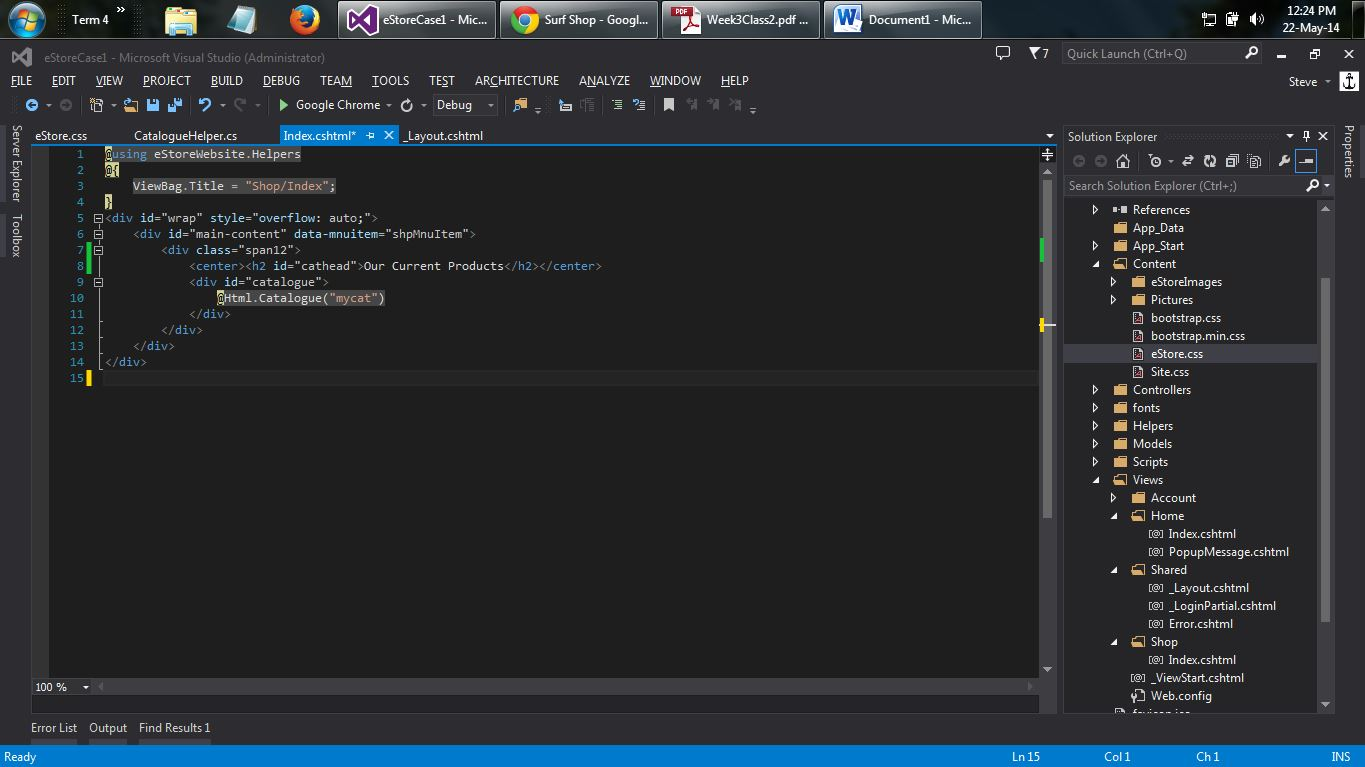 Term 4
»
eStoreCase1 - Mic...
Surf Shop - Googl...
PDF
Week3Class2.pdf ...
Document1 - Mic...
12:24 PM
22-May-14
eStoreCase1 - Microsoft Visual Studio (Administrator)
7
Quick Launch (Ctrl+Q)
FILE EDIT VIEW PROJECT BUILD DEBUG TEAM TOOLS TEST ARCHITECTURE ANALYZE WINDOW HELP
Steve
Google Chrome
Debug
Server Explorer
Toolbox
eStore.css
CatalogueHelper.cs
Index.cshtml*
_Layout.cshtml
1 @using eStoreWebsite.Helpers
2 @{
3 ViewBag.Title = "Shop/Index";
4 }
5 <div id="wrap" style="overflow: auto;">
6 <div id="main-content" data-mnuitem="shpMnuItem">
7 <div class="span12">
8 <center><h2 id="cathead">Our Current Products</h2></center>
9 <div id="catalogue">
10 @Html.Catalogue("mycat")
11 </div>
12 </div>
13 </div>
14 </div>
15
100 %
Solution Explorer
Search Solution Explorer (Ctrl+;)
References
App_Data
App_Start
Content
eStoreImages
Pictures
bootstrap.css
bootstrap.min.css
eStore.css
Site.css
Controllers
fonts
Helpers
Models
Scripts
Views
Account
Home
Index.cshtml
PopupMessage.cshtml
Shared
_Layout.cshtml
_LoginPartial.cshtml
Error.cshtml
Shop
Index.cshtml
_ViewStart.cshtml
Web.config
Properties
Error List
Output
Find Results 1
Ready
Ln 15
Col 1
Ch 1
INS